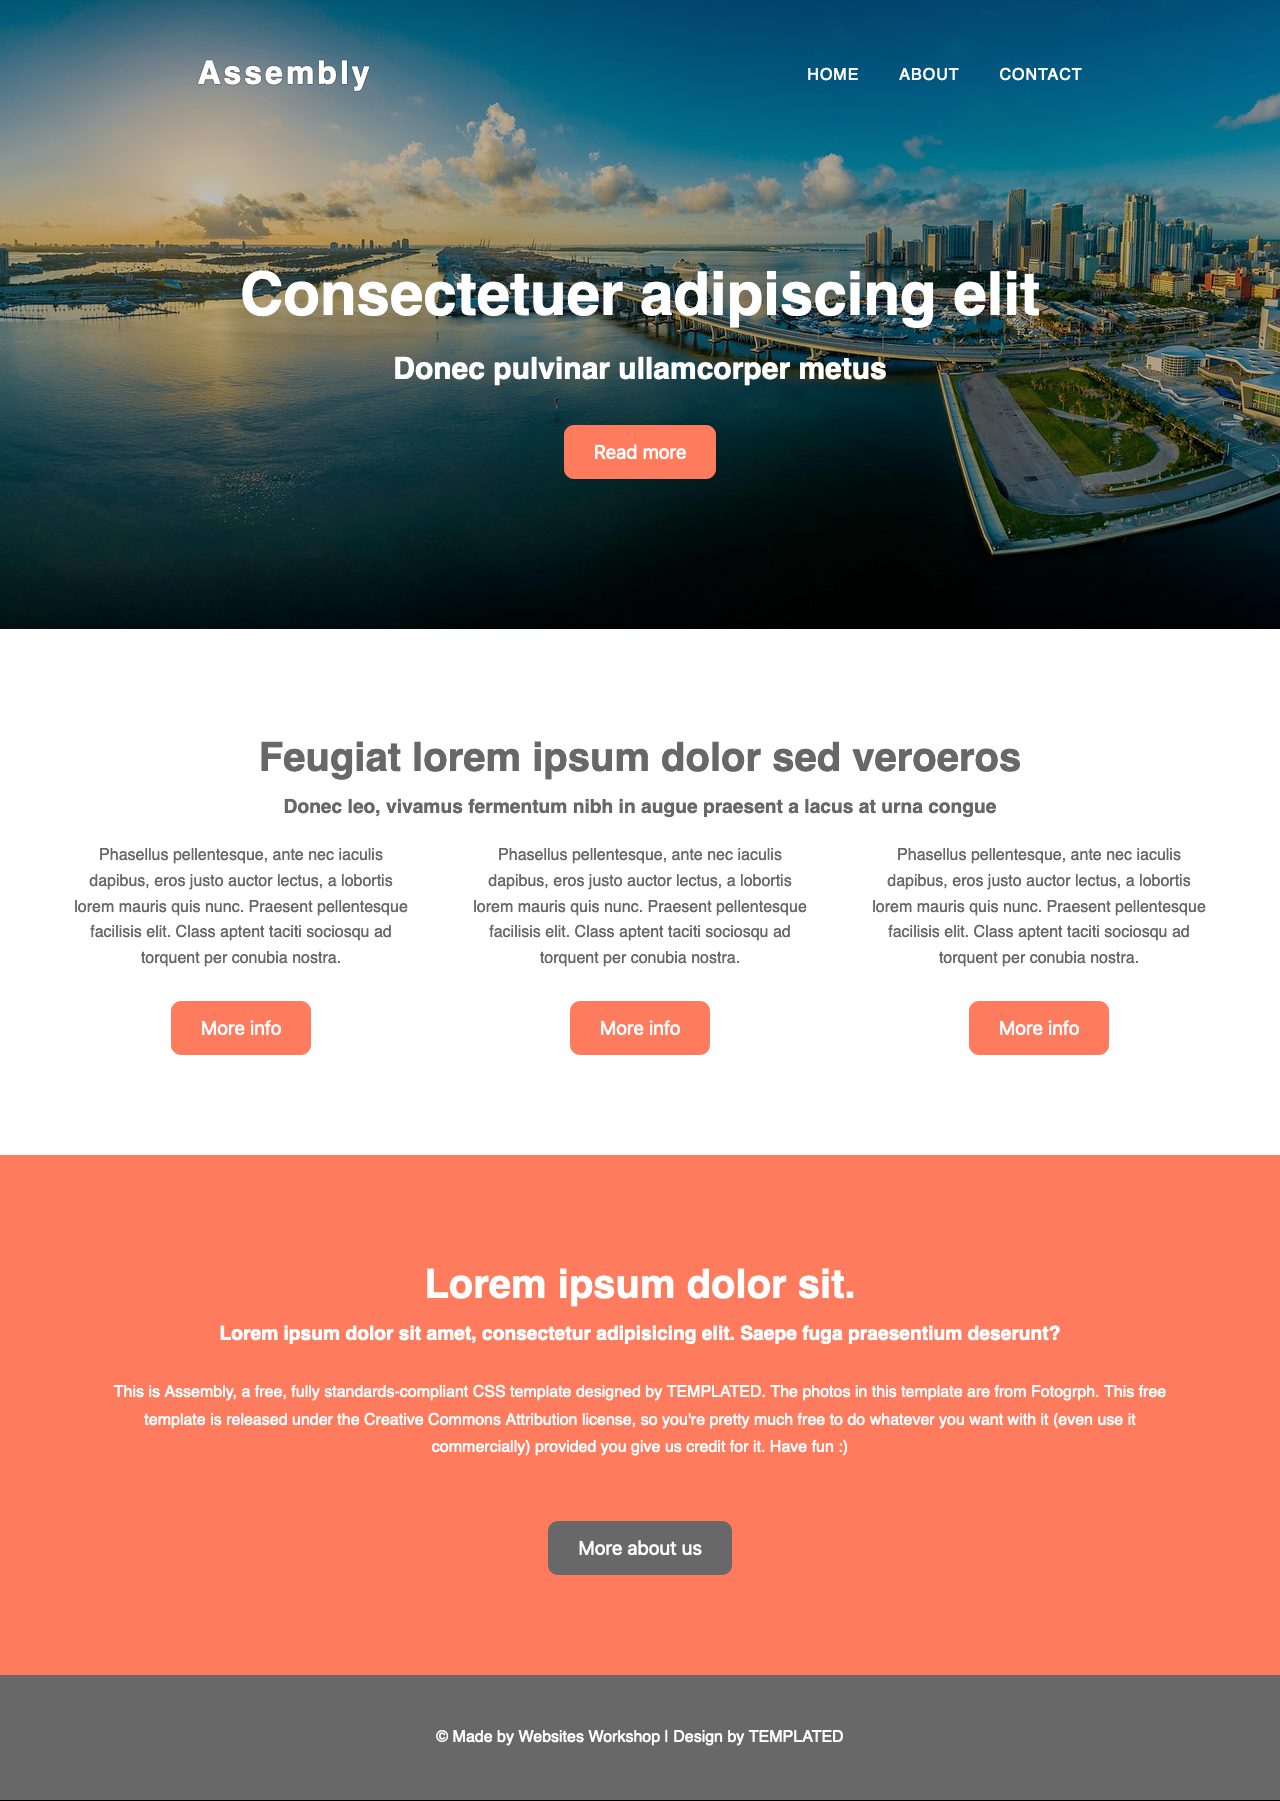 Assembly
HOME ABOUT CONTACT
Consectetuer adipiscing elit
Donec pulvinar ullamcorper metus
Read more
Feugiat lorem ipsum dolor sed veroeros
Donec leo, vivamus fermentum nibh in augue praesent a lacus at urna congue
Phasellus pellentesque, ante nec iaculis
dapibus, eros justo auctor lectus, a lobortis
lorem mauris quis nunc. Praesent pellentesque
facilisis elit. Class aptent taciti sociosqu ad
torquent per conubia nostra.
More info
Phasellus pellentesque, ante nec iaculis
dapibus, eros justo auctor lectus, a lobortis
lorem mauris quis nunc. Praesent pellentesque
facilisis elit. Class aptent taciti sociosqu ad
torquent per conubia nostra.
More info
Phasellus pellentesque, ante nec iaculis
dapibus, eros justo auctor lectus, a lobortis
lorem mauris quis nunc. Praesent pellentesque
facilisis elit. Class aptent taciti sociosqu ad
torquent per conubia nostra.
More info
Lorem ipsum dolor sit.
Lorem ipsum dolor sit amet, consectetur adipisicing elit. Saepe fuga praesentium deserunt?
This is Assembly, a free, fully standards-compliant CSS template designed by TEMPLATED. The photos in this template are from Fotogrph. This free
template is released under the Creative Commons Attribution license, so you're pretty much free to do whatever you want with it (even use it
commercially) provided you give us credit for it. Have fun :)
More about us
© Made by Websites Workshop | Design by TEMPLATED